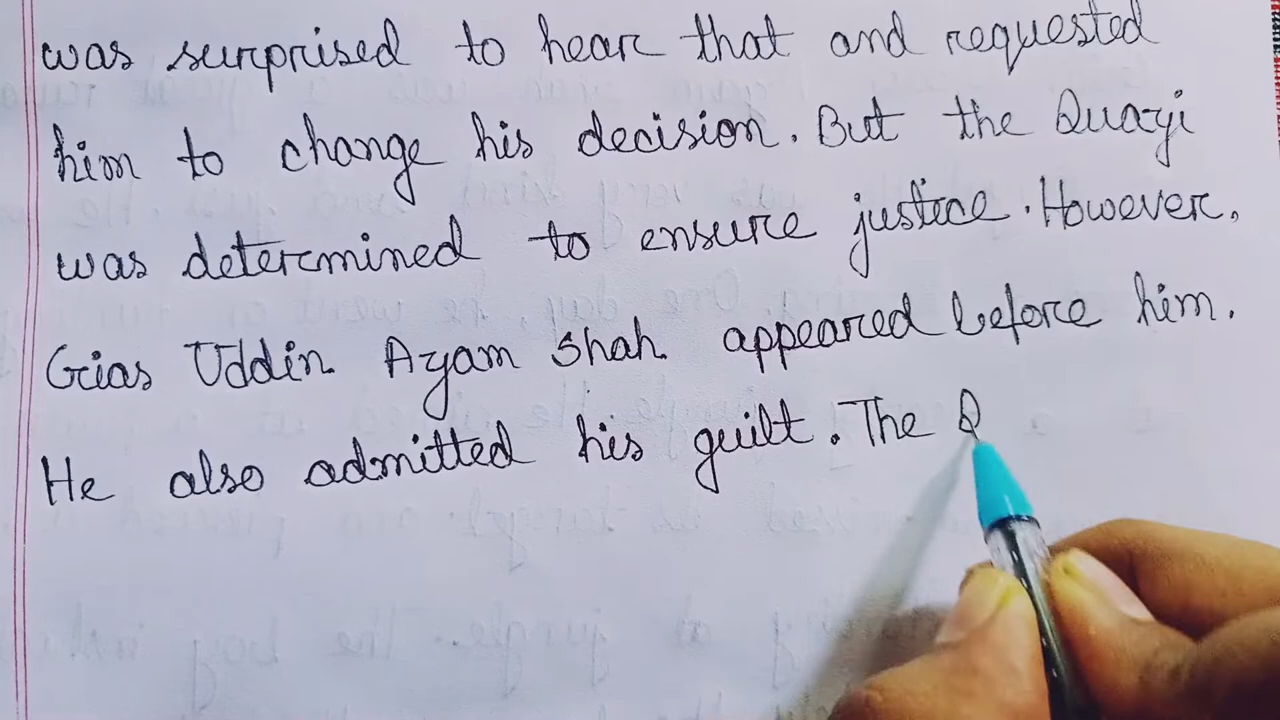 was surprised to hear that and requested
him to change his decision. But the Quazi
was determined to ensure justice. However,
Gias Uddin Azam Shah appeared before him.
He also admitted his guilt. The Q